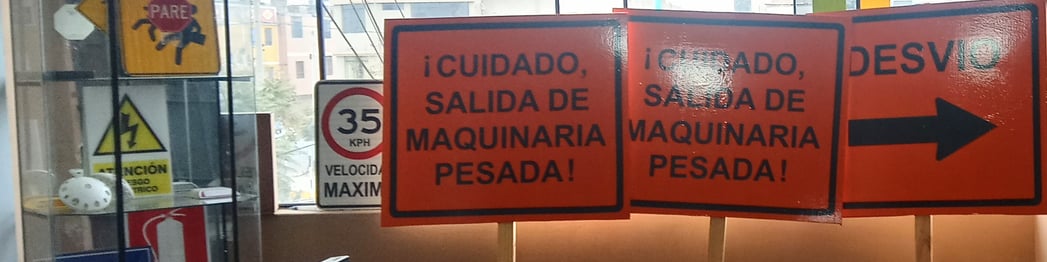 PARE
ATENCIÓN
35
KPH
VELOCIDA
MAXIM
¡CUIDADO,
SALIDA DE
MAQUINARIA
PESADA!
¡CUIDADO,
SALIDA DE
MAQUINARIA
PESADA!
DESVIO